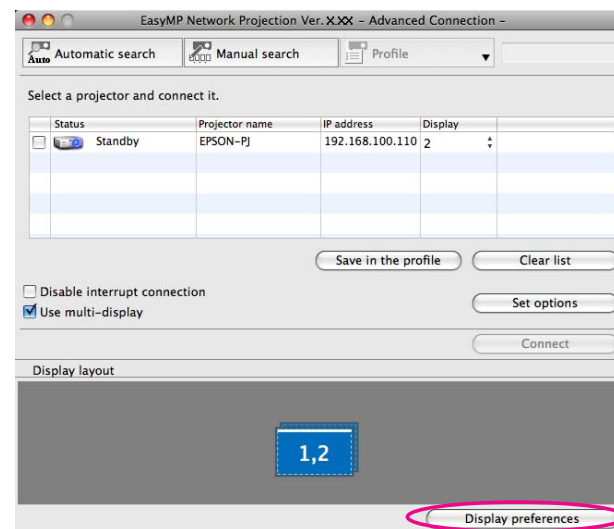 EasyMP Network Projection Ver. X.XX – Advanced Connection –
Auto Automatic search Manual search Profile
Select a projector and connect it.
Status Projector name IP address Display
Standby EPSON-PJ 192.168.100.110 2
Save in the profile Clear list
Disable interrupt connection
Set options
Use multi-display
Connect
Display layout
1,2
Display preferences